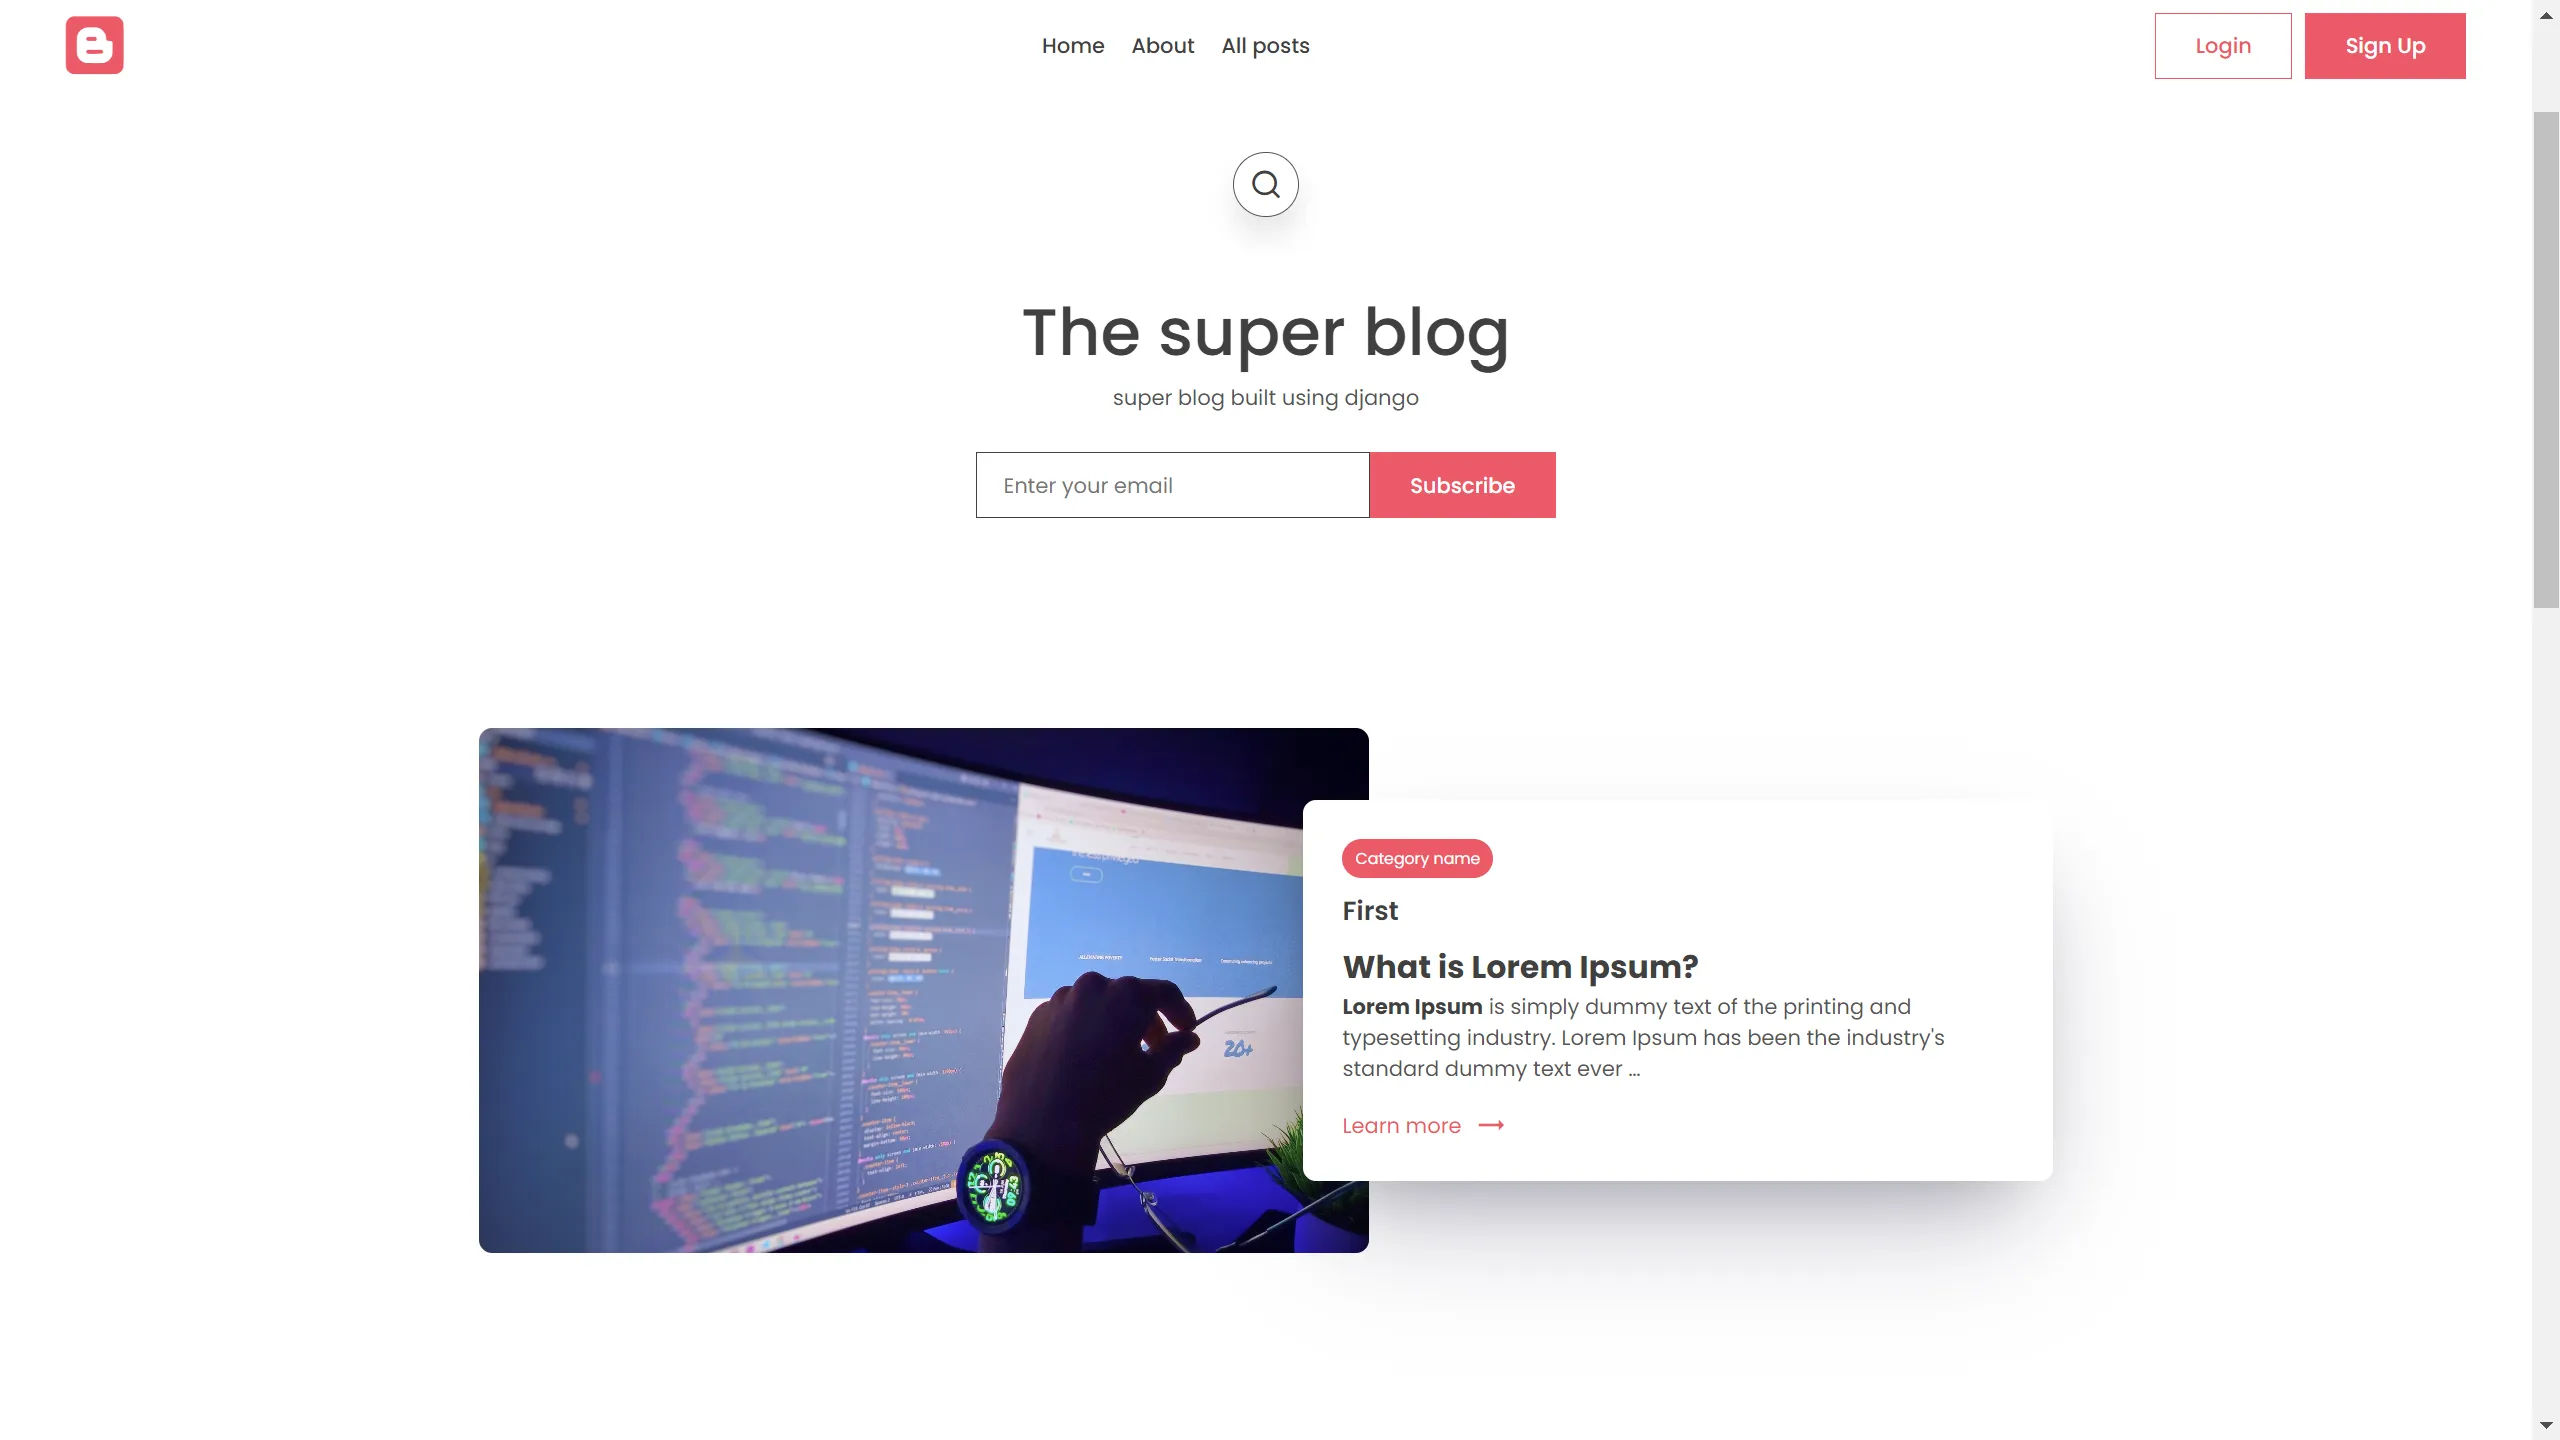 Home About All posts
Login Sign Up
The super blog
super blog built using django
Enter your email Subscribe
20+
Category name
First
What is Lorem Ipsum?
Lorem Ipsum is simply dummy text of the printing and
typesetting industry. Lorem Ipsum has been the industry's
standard dummy text ever ...
Learn more